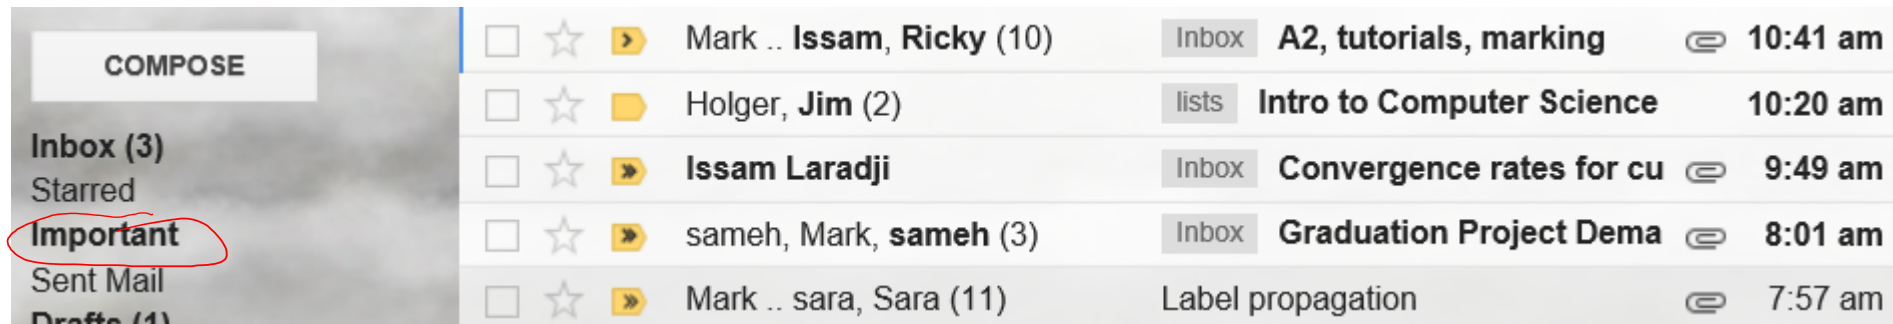 COMPOSE
Inbox (3)
Starred
Important
Sent Mail
Drafts (1)
Mark .. Issam, Ricky (10) Inbox A2, tutorials, marking 10:41 am
Holger, Jim (2) lists Intro to Computer Science 10:20 am
Issam Laradji Inbox Convergence rates for cu 9:49 am
sameh, Mark, sameh (3) Inbox Graduation Project Dema 8:01 am
Mark .. sara, Sara (11) Label propagation 7:57 am